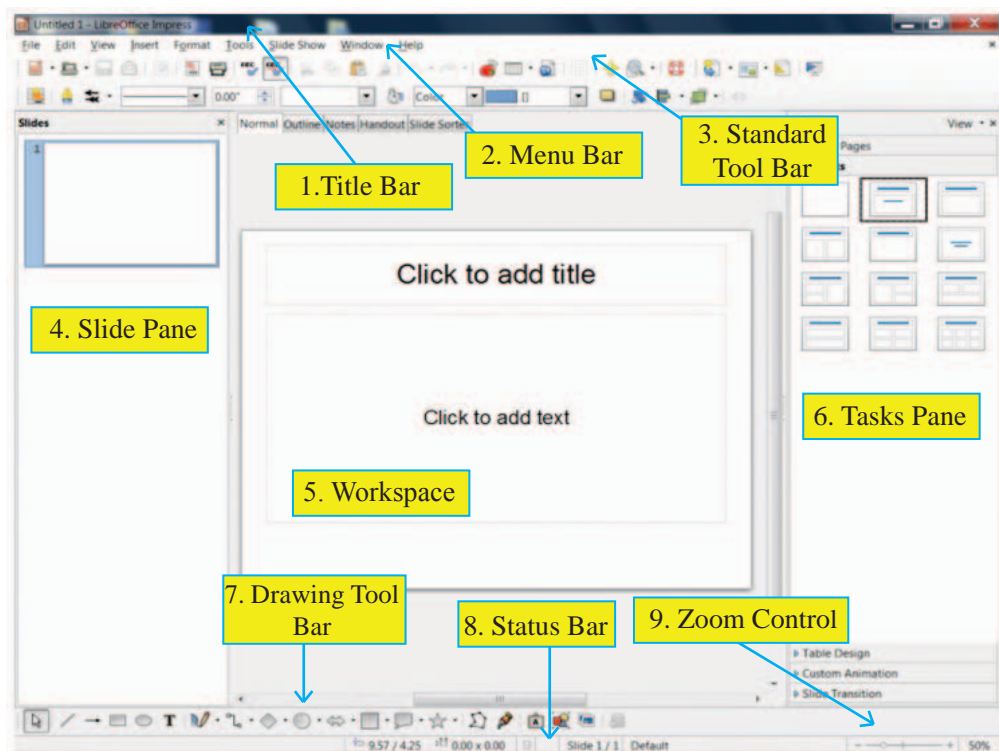 Untitled 1 - LibreOffice Impress
File Edit View Insert Format Tools Slide Show Window Help
0.00" Color
Slides
View
Normal Outline Notes Handout Slide Sorter
Pages
1
1.Title Bar
2. Menu Bar
3. Standard
Tool Bar
4. Slide Pane
Click to add title
Click to add text
5. Workspace
6. Tasks Pane
7. Drawing Tool
Bar
8. Status Bar
9. Zoom Control
Table Design
Custom Animation
Slide Transition
9.57 / 4.25 0.00 x 0.00 Slide 1 / 1 Default 50%